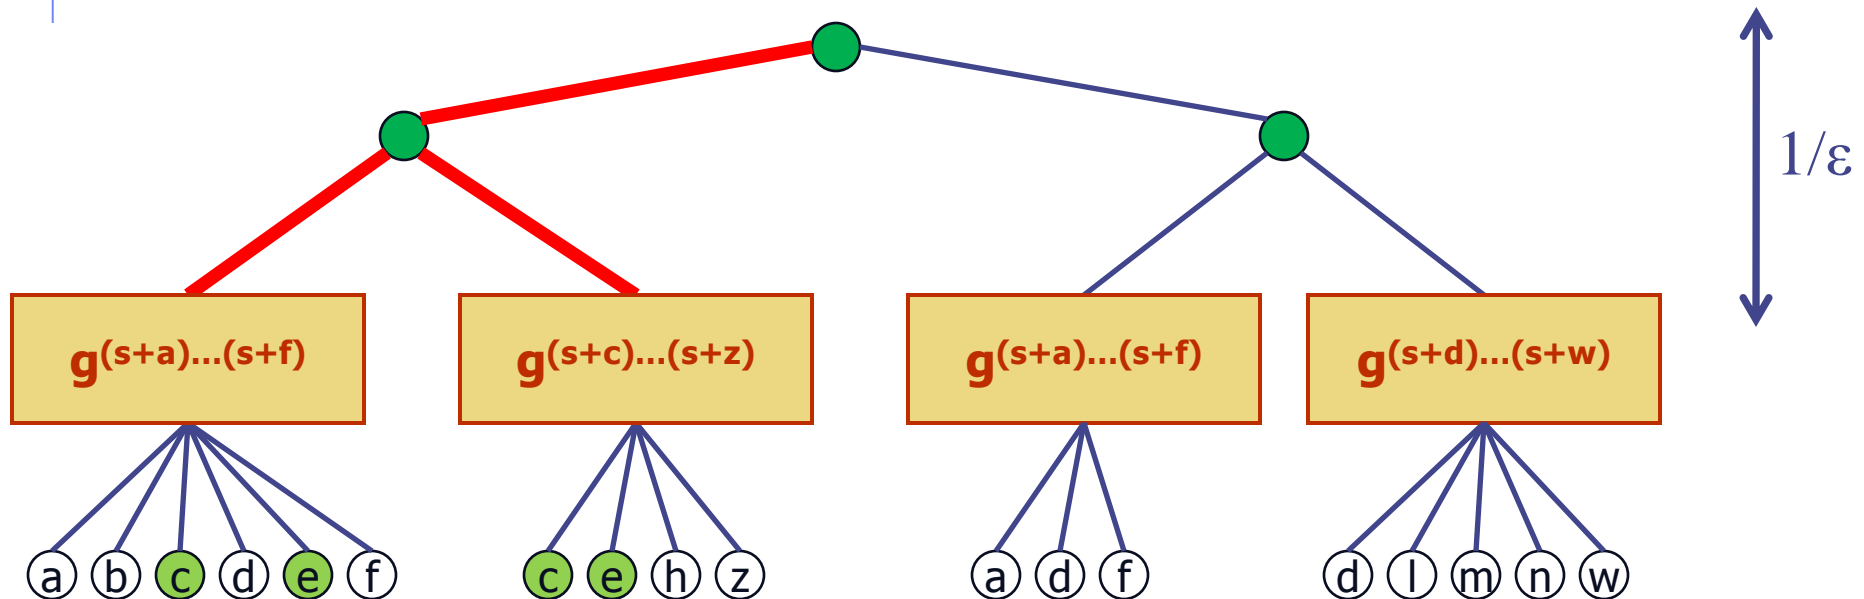 1/ε
g^(s+a)...(s+f) g^(s+c)...(s+z) g^(s+a)...(s+f) g^(s+d)...(s+w)
a b c d e f c e h z a d f d l m n w